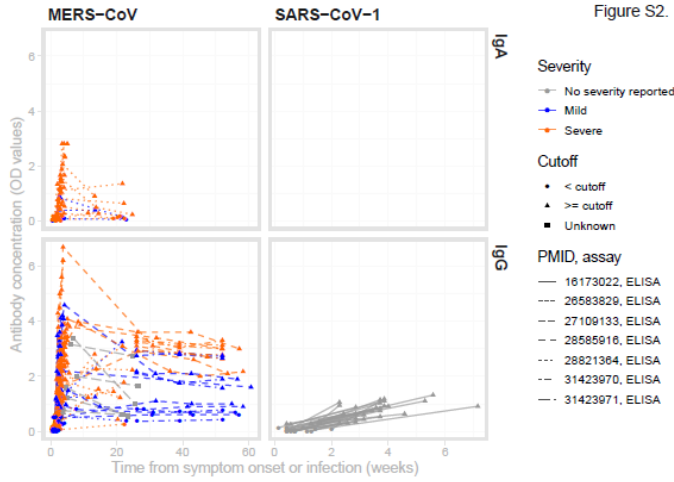 MERS−CoV SARS−CoV−1 Figure S2.
IgA
6
4
2
0
IgG
6
4
2
0
Antibody concentration (OD values)
0 20 40 60 0 2 4 6
Time from symptom onset or infection (weeks)
Severity
No severity reported
Mild
Severe
Cutoff
< cutoff
>= cutoff
Unknown
PMID, assay
16173022, ELISA
26583829, ELISA
27109133, ELISA
28585916, ELISA
28821364, ELISA
31423970, ELISA
31423971, ELISA